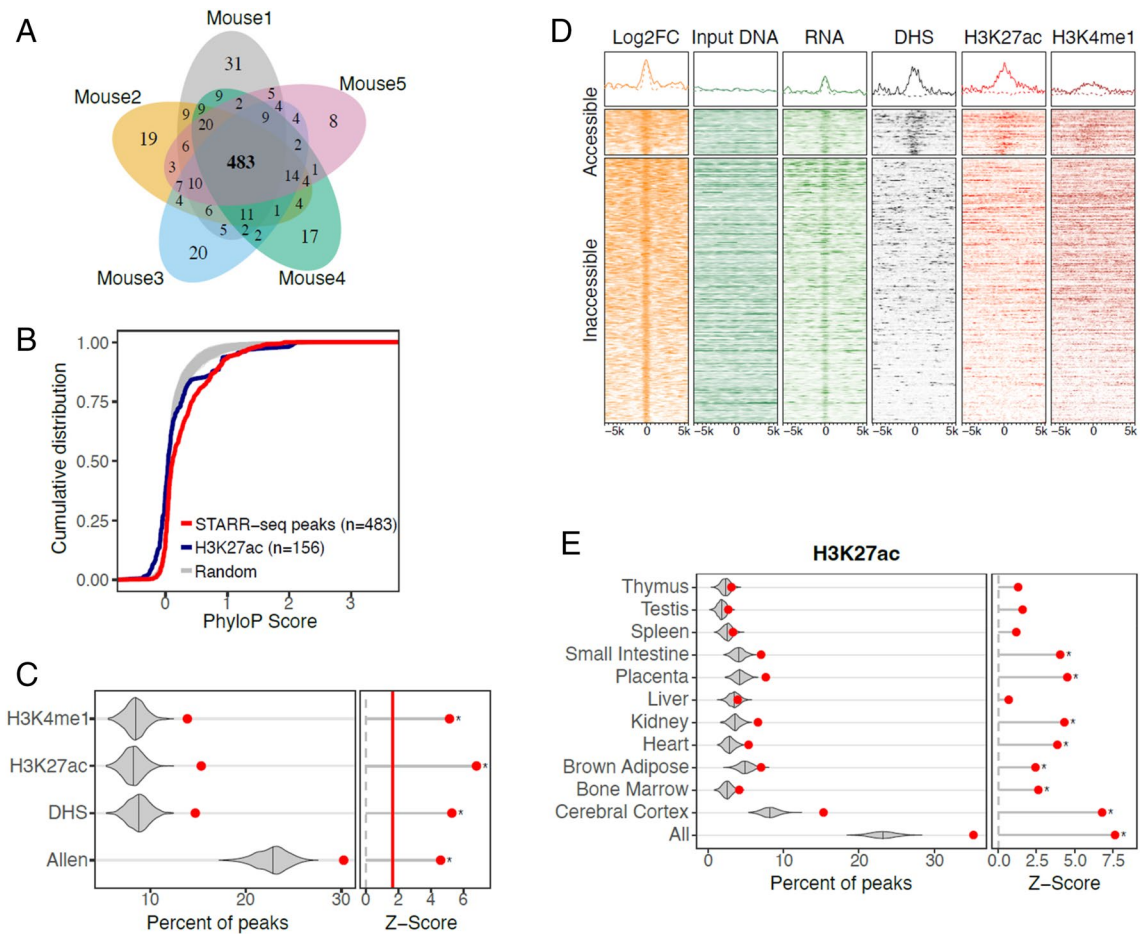 A
Mouse1
Mouse2
Mouse5
Mouse3
Mouse4
31
9
5
2
4
9
9
9
4
8
20
19
6
2
483
3
14
1
4
7
10
4
6
11
1
4
5
2
2
20
17
B
Cumulative distribution
1.00
0.75
0.50
0.25
0.00
STARR−seq peaks (n=483)
H3K27ac (n=156)
Random
0 1 2 3
PhyloP Score
C
H3K4me1
H3K27ac
DHS
Allen
*
*
*
*
10 20 30
Percent of peaks
0 2 4 6
Z−Score
D
Log2FC Input DNA RNA DHS H3K27ac H3K4me1
Accessible
Inaccessible
−5k 0 5k −5k 0 5k −5k 0 5k −5k 0 5k −5k 0 5k −5k 0 5k
E
H3K27ac
Thymus
Testis
Spleen
Small Intestine *
Placenta *
Liver
Kidney *
Heart *
Brown Adipose *
Bone Marrow *
Cerebral Cortex *
All *
0 10 20 30
Percent of peaks
0.0 2.5 5.0 7.5
Z−Score